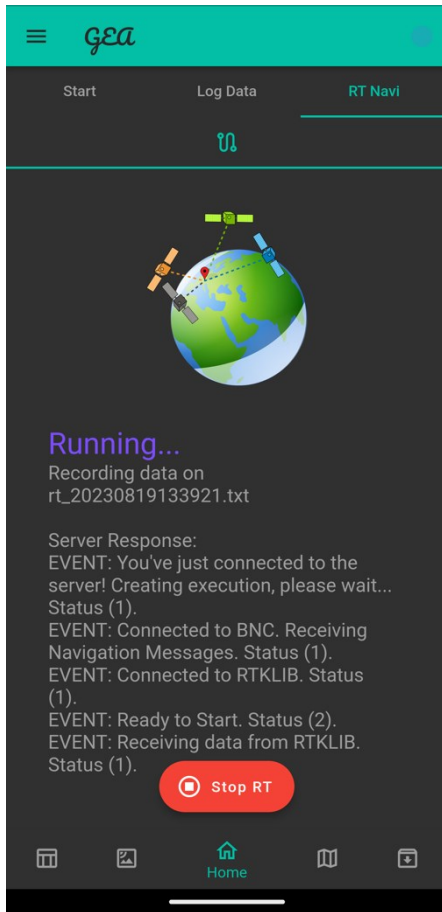 GEA
Start
Log Data
RT Navi
Running...
Recording data on
rt_20230819133921.txt
Server Response:
EVENT: You've just connected to the
server! Creating execution, please wait...
Status (1).
EVENT: Connected to BNC. Receiving
Navigation Messages. Status (1).
EVENT: Connected to RTKLIB. Status
(1).
EVENT: Ready to Start. Status (2).
EVENT: Receiving data from RTKLIB.
Status (1).
Stop RT
Home